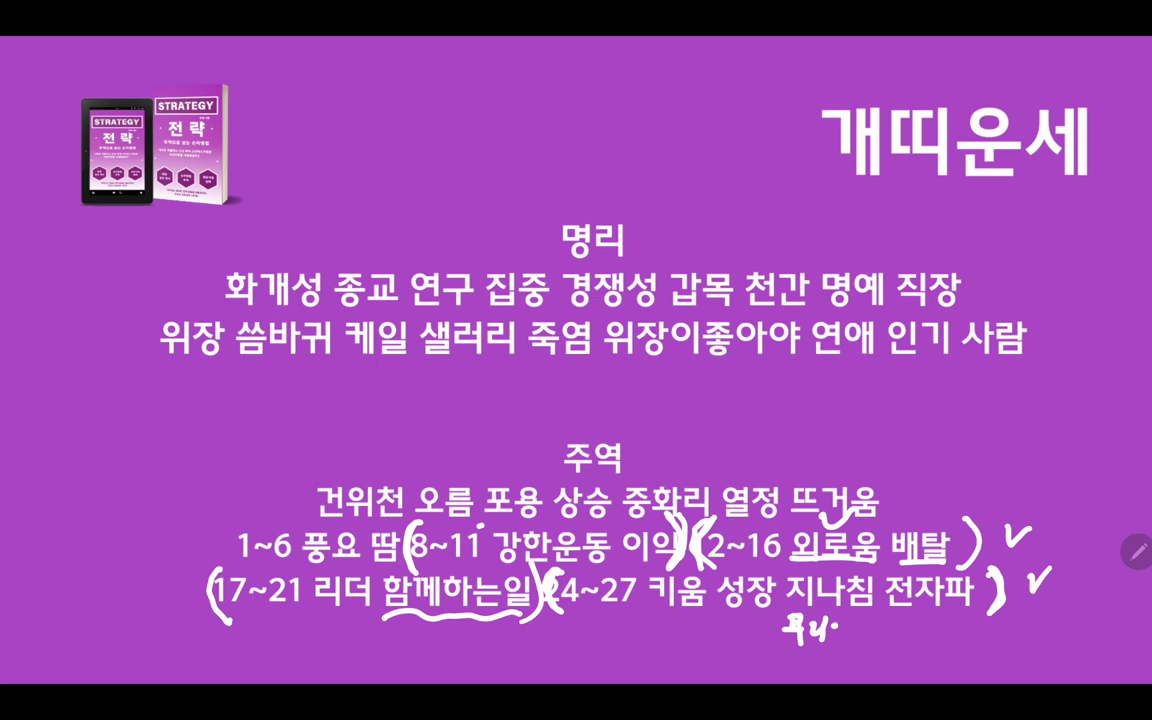 STRATEGY
전략
STRATEGY
전략
개띠운세
명리
화개성 종교 연구 집중 경쟁성 갑목 천간 명예 직장
위장 씀바귀 케일 샐러리 죽염 위장이좋아야 연애 인기 사람
주역
건위천 오름 포용 상승 중화리 열정 뜨거움
1~6 풍요 땀 8~11 강한운동 이익 12~16 외로움 배탈
17~21 리더 함께하는일 24~27 키움 성장 지나침 전자파
무리